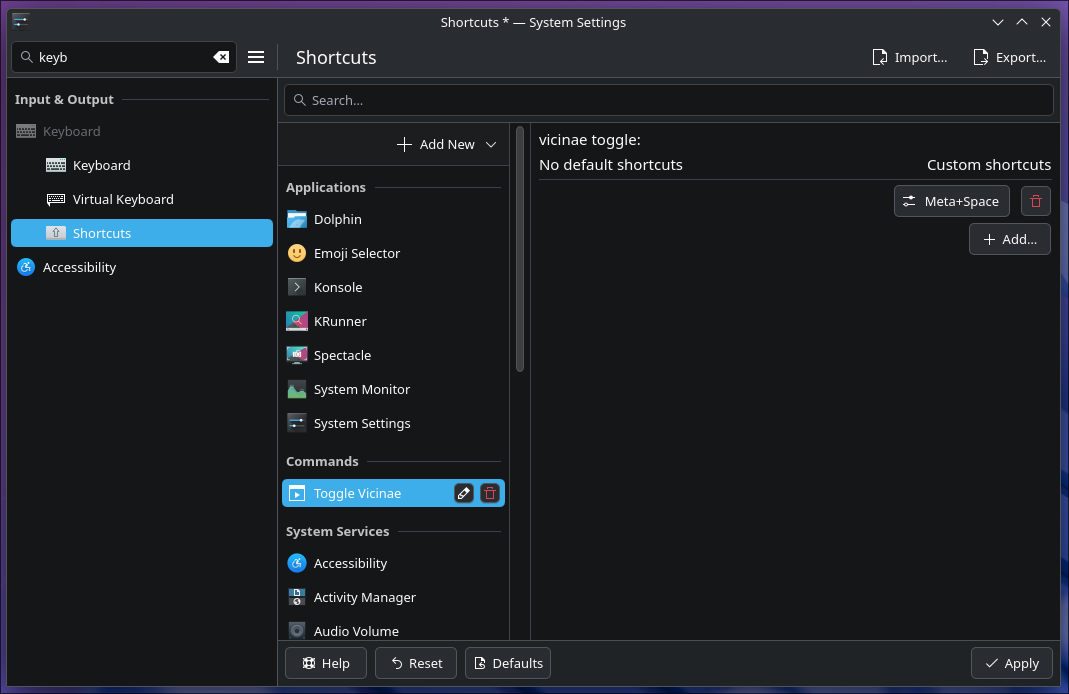 Shortcuts * — System Settings
keyb
Shortcuts
Import...
Export...
Input & Output
Keyboard
Keyboard
Virtual Keyboard
Shortcuts
Accessibility
Search...
Add New
Applications
Dolphin
Emoji Selector
Konsole
KRunner
Spectacle
System Monitor
System Settings
Commands
Toggle Vicinae
System Services
Accessibility
Activity Manager
Audio Volume
vicinae toggle:
No default shortcuts
Custom shortcuts
Meta+Space
Add...
Help
Reset
Defaults
Apply